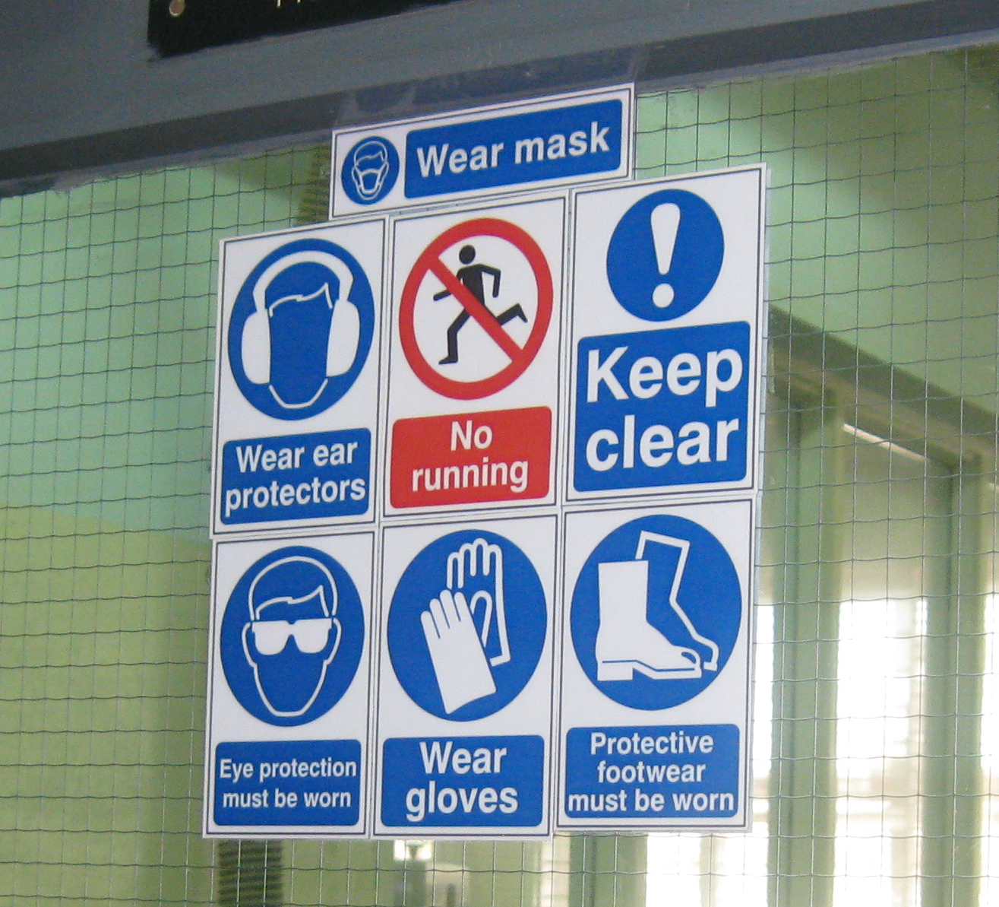 Wear mask
Wear ear
protectors
No
running
Keep
clear
Eye protection
must be worn
Wear
gloves
Protective
footwear
must be worn